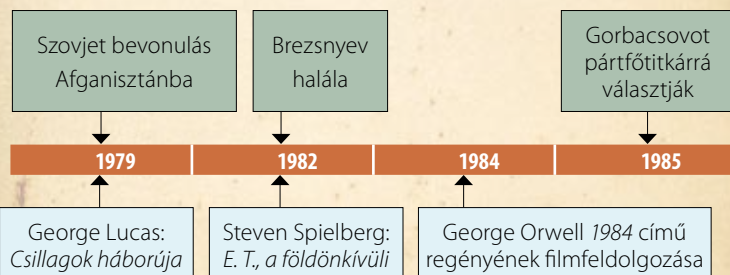 Szovjet bevonulás
Afganisztánba
Brezsnyev
halála
Gorbacsovot
pártfőtitkárrá
választják
1979
1982
1984
1985
George Lucas:
Csillagok háborúja
Steven Spielberg:
E. T., a földönkívüli
George Orwell 1984 című
regényének filmfeldolgozása